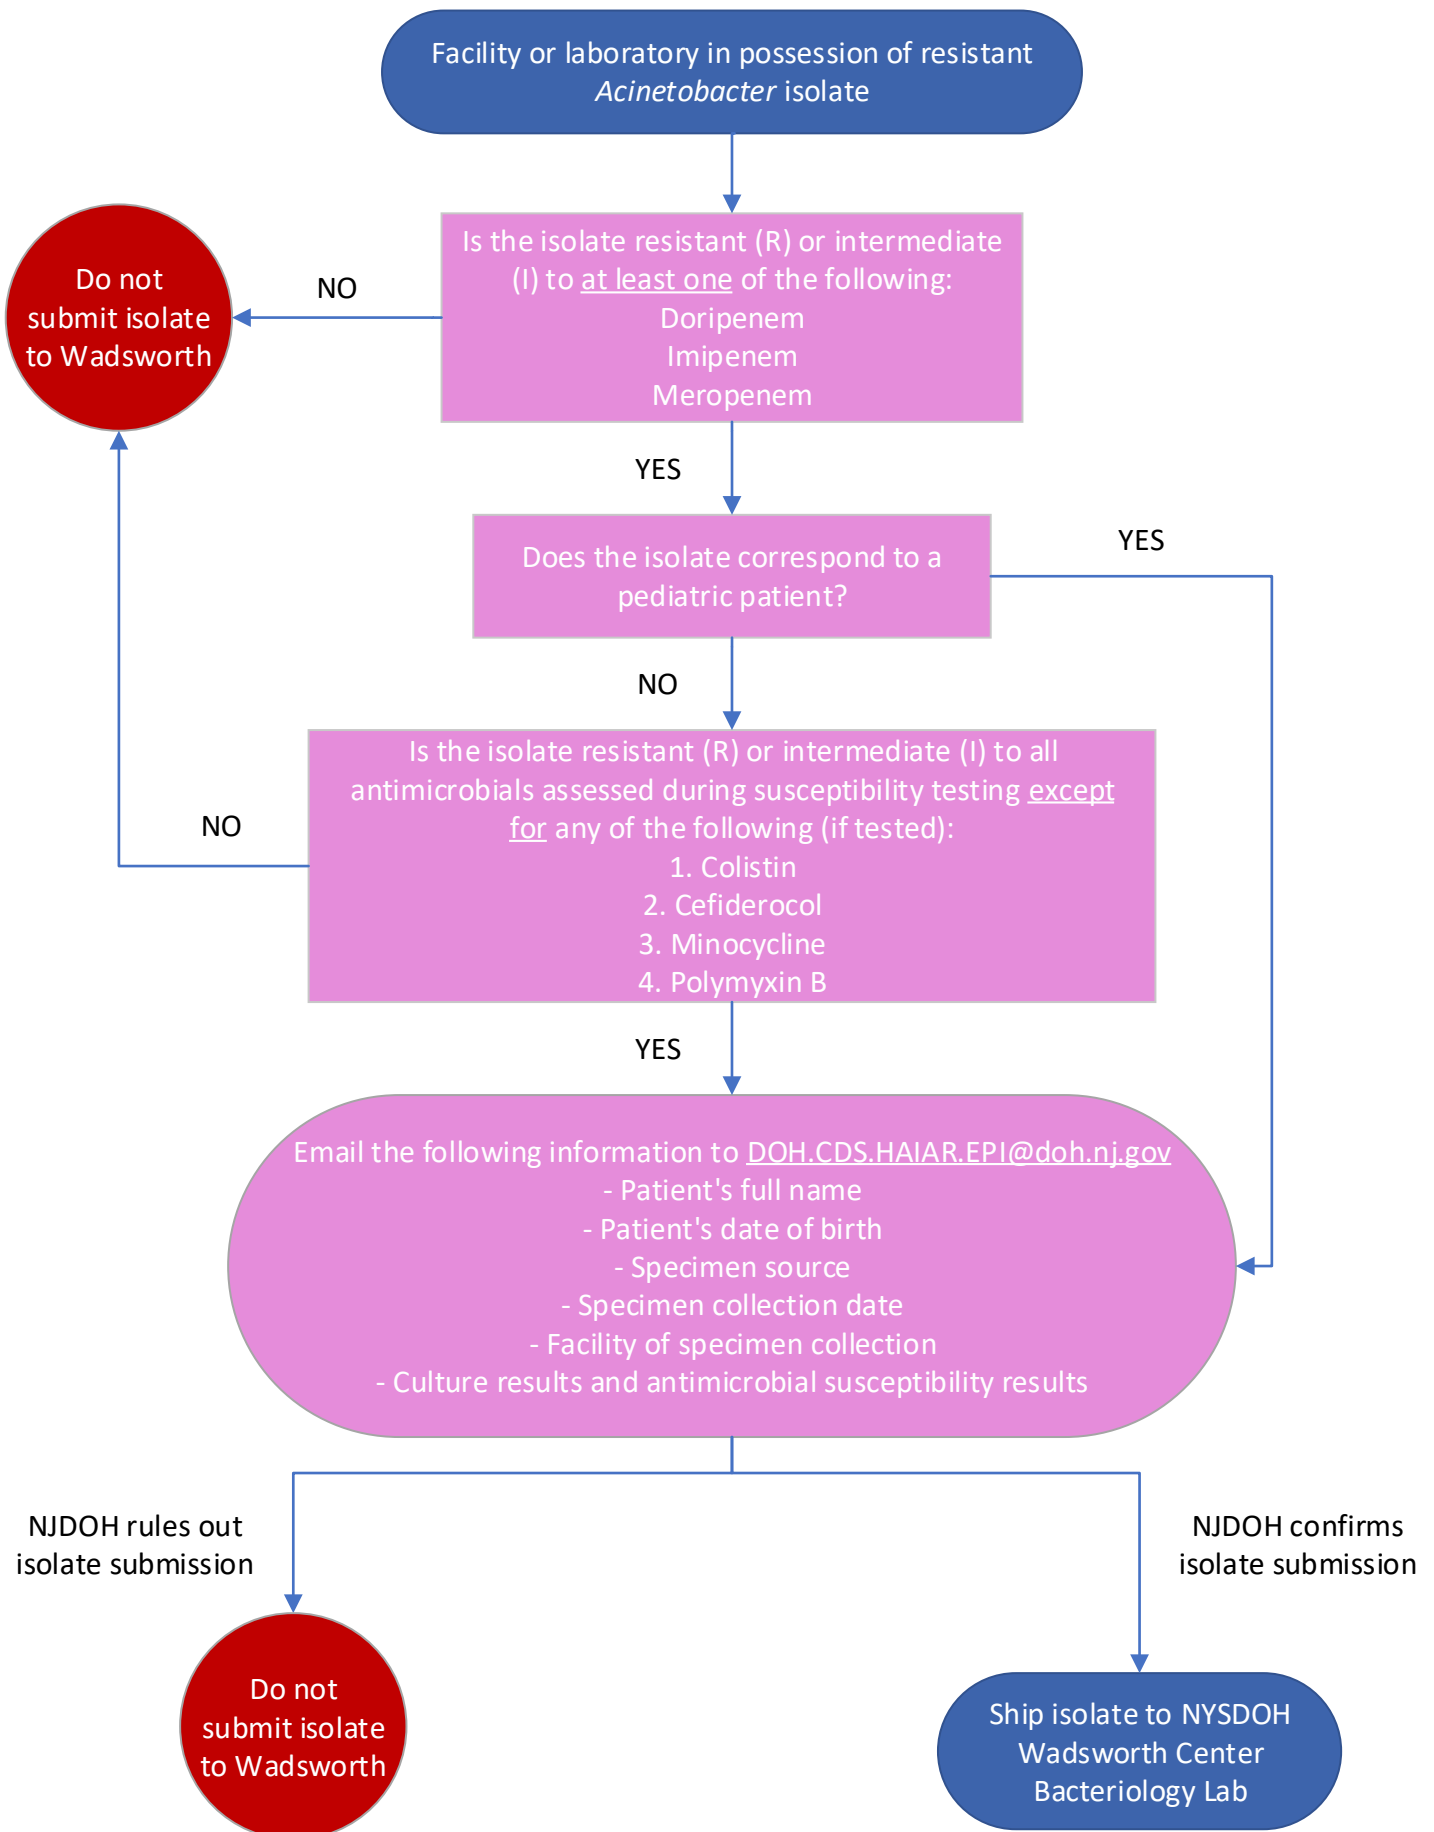 Facility or laboratory in possession of resistant
Acinetobacter isolate
Is the isolate resistant (R) or intermediate
(I) to at least one of the following:
Doripenem
Imipenem
Meropenem
NO
Do not
submit isolate
to Wadsworth
YES
Does the isolate correspond to a
pediatric patient?
YES
NO
Is the isolate resistant (R) or intermediate (I) to all
antimicrobials assessed during susceptibility testing except
for any of the following (if tested):
1. Colistin
2. Cefiderocol
3. Minocycline
4. Polymyxin B
NO
YES
Email the following information to DOH.CDS.HAIAR.EPI@doh.nj.gov
- Patient's full name
- Patient's date of birth
- Specimen source
- Specimen collection date
- Facility of specimen collection
- Culture results and antimicrobial susceptibility results
NJDOH rules out
isolate submission
NJDOH confirms
isolate submission
Do not
submit isolate
to Wadsworth
Ship isolate to NYSDOH
Wadsworth Center
Bacteriology Lab